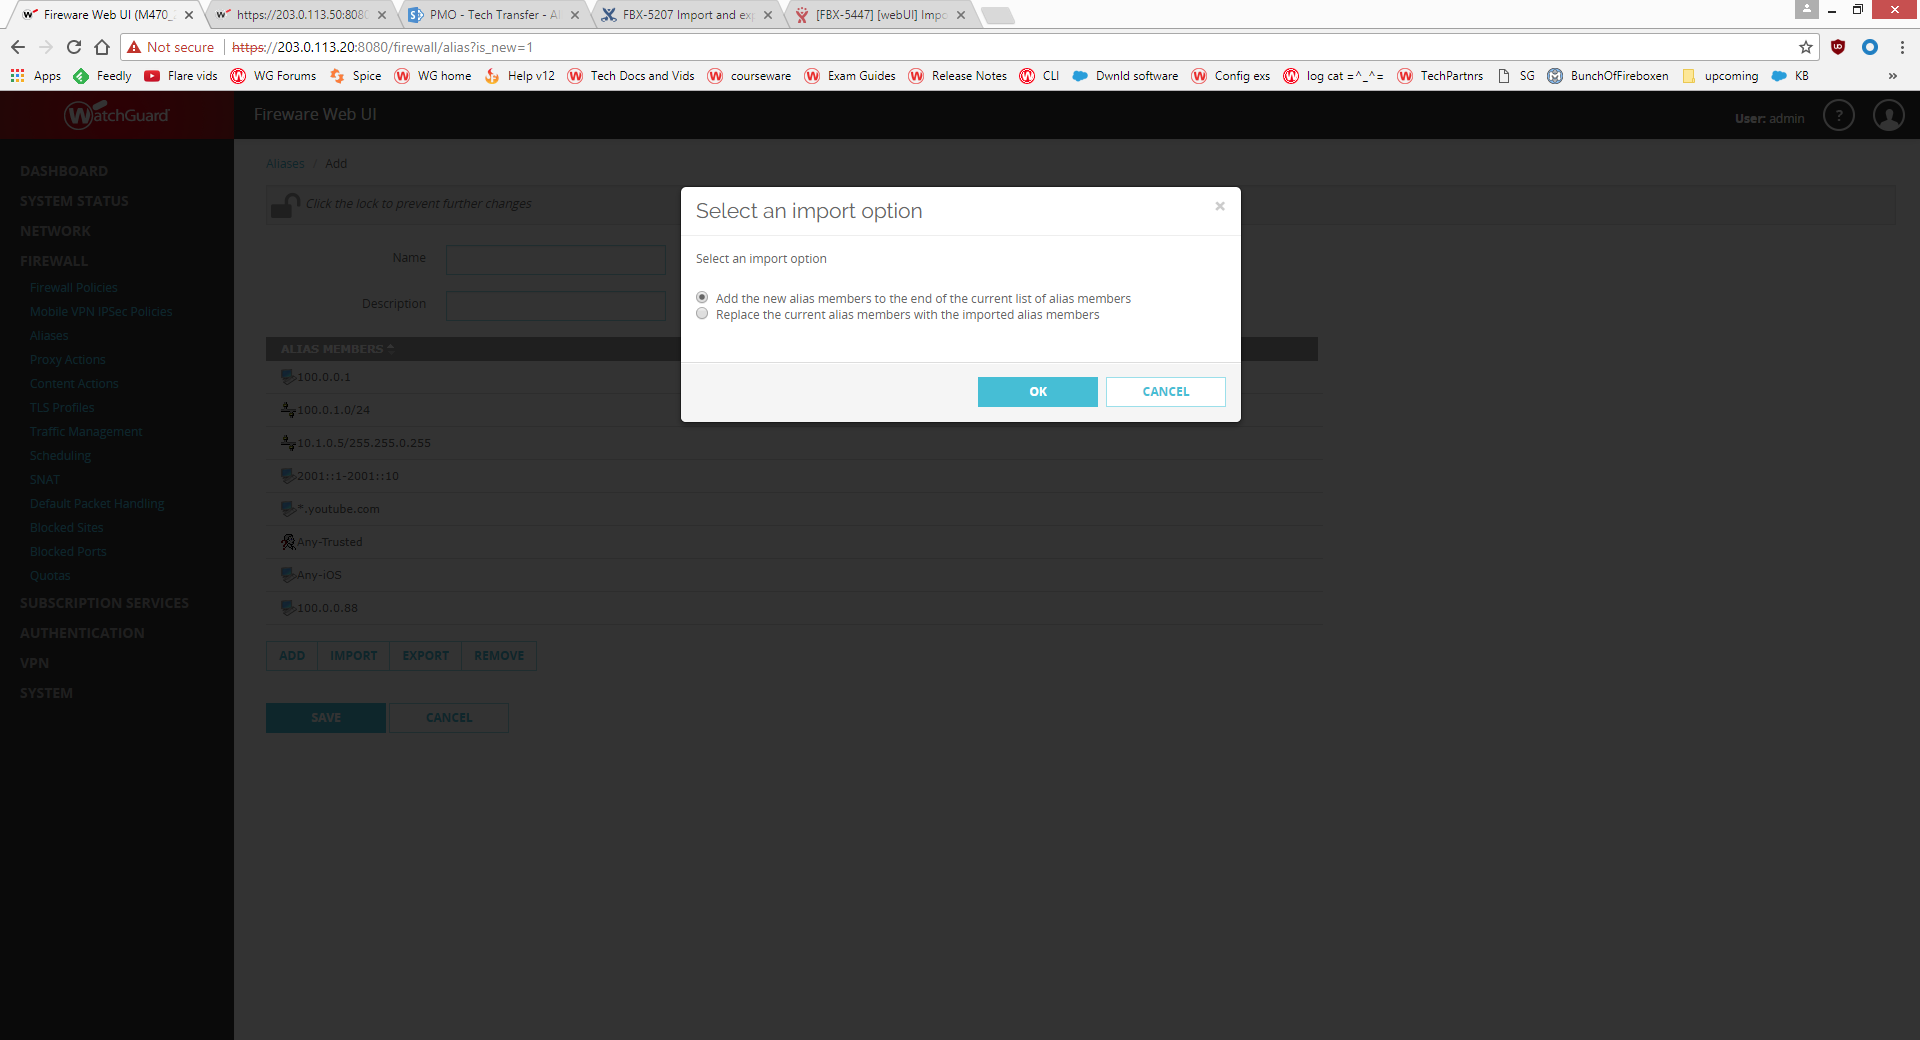 Fireware Web UI (M470_
https://203.0.113.50:8080
PMO - Tech Transfer - Al
FBX-5207 Import and exp
[FBX-5447] [webUI] Impo
Not secure https://203.0.113.20:8080/firewall/alias?is_new=1
Apps Feedly Flare vids WG Forums Spice WG home Help v12 Tech Docs and Vids courseware Exam Guides Release Notes CLI Dwnld software Config exs log cat =^_^= TechPartnrs SG BunchOfFireboxen upcoming KB »
WatchGuard
Fireware Web UI
User: admin
?
DASHBOARD
SYSTEM STATUS
NETWORK
FIREWALL
Firewall Policies
Mobile VPN IPSec Policies
Aliases
Proxy Actions
Content Actions
TLS Profiles
Traffic Management
Scheduling
SNAT
Default Packet Handling
Blocked Sites
Blocked Ports
Quotas
SUBSCRIPTION SERVICES
AUTHENTICATION
VPN
SYSTEM
Aliases / Add
Click the lock to prevent further changes
Name
Description
ALIAS MEMBERS
100.0.0.1
100.0.1.0/24
10.1.0.5/255.255.0.255
2001::1-2001::10
*.youtube.com
Any-Trusted
Any-iOS
100.0.0.88
ADD IMPORT EXPORT REMOVE
SAVE CANCEL
Select an import option
Select an import option
Add the new alias members to the end of the current list of alias members
Replace the current alias members with the imported alias members
OK CANCEL